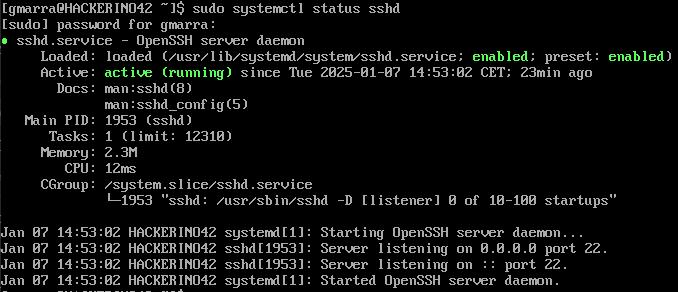 [gmarra@HACKERINO42 ~]$ sudo systemctl status sshd
[sudo] password for gmarra:
● sshd.service - OpenSSH server daemon
Loaded: loaded (/usr/lib/systemd/system/sshd.service; enabled; preset: enabled)
Active: active (running) since Tue 2025-01-07 14:53:02 CET; 23min ago
Docs: man:sshd(8)
man:sshd_config(5)
Main PID: 1953 (sshd)
Tasks: 1 (limit: 12310)
Memory: 2.3M
CPU: 12ms
CGroup: /system.slice/sshd.service
└─1953 "sshd: /usr/sbin/sshd -D [listener] 0 of 10-100 startups"
Jan 07 14:53:02 HACKERINO42 systemd[1]: Starting OpenSSH server daemon...
Jan 07 14:53:02 HACKERINO42 sshd[1953]: Server listening on 0.0.0.0 port 22.
Jan 07 14:53:02 HACKERINO42 sshd[1953]: Server listening on :: port 22.
Jan 07 14:53:02 HACKERINO42 systemd[1]: Started OpenSSH server daemon.